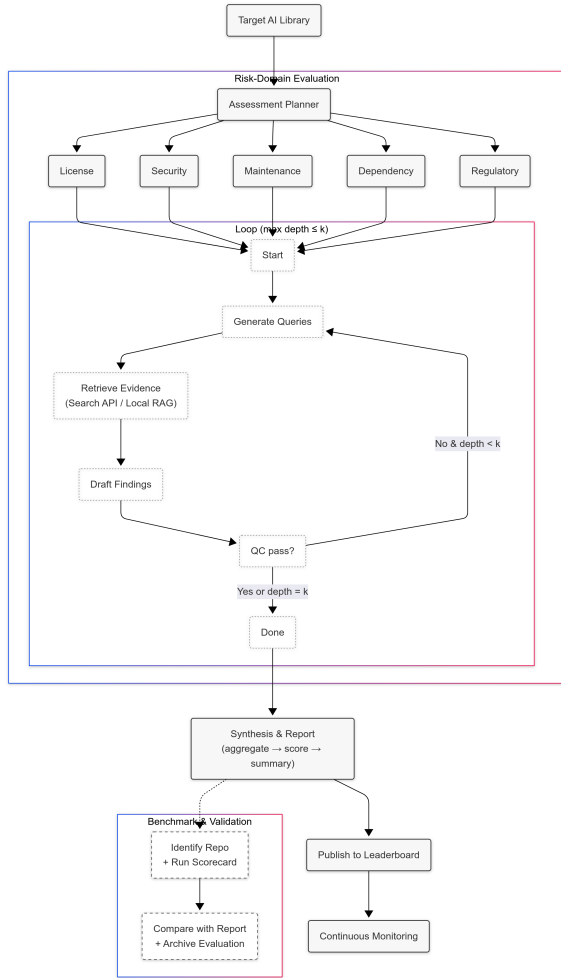 Target AI Library
Risk-Domain Evaluation
Assessment Planner
License
Security
Maintenance
Dependency
Regulatory
Loop (max depth ≤ k)
Start
Generate Queries
Retrieve Evidence
(Search API / Local RAG)
No & depth < k
Draft Findings
QC pass?
Yes or depth = k
Done
Synthesis & Report
(aggregate → score →
summary)
Benchmark & Validation
Identify Repo
+ Run Scorecard
Publish to Leaderboard
Compare with Report
+ Archive Evaluation
Continuous Monitoring